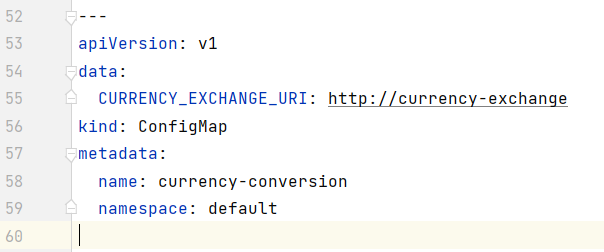 52 ---
53 apiVersion: v1
54 data:
55   CURRENCY_EXCHANGE_URI: http://currency-exchange
56 kind: ConfigMap
57 metadata:
58   name: currency-conversion
59   namespace: default
60